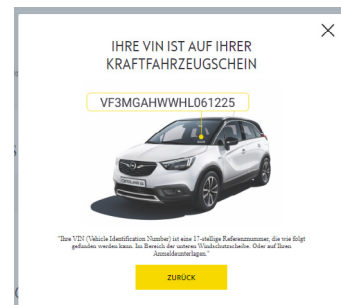 IHRE VIN IST AUF IHRER
KRAFTFAHRZEUGSCHEIN
VF3MGAHWWHL061225
"Ihre VIN (Vehicle Identification Number) ist eine 17-stellige Referenznummer, die wie folgt
gefunden werden kann. Im Bereich der unteren Windschutzscheibe. Oder auf Ihren
Anmeldeunterlagen."
ZURÜCK